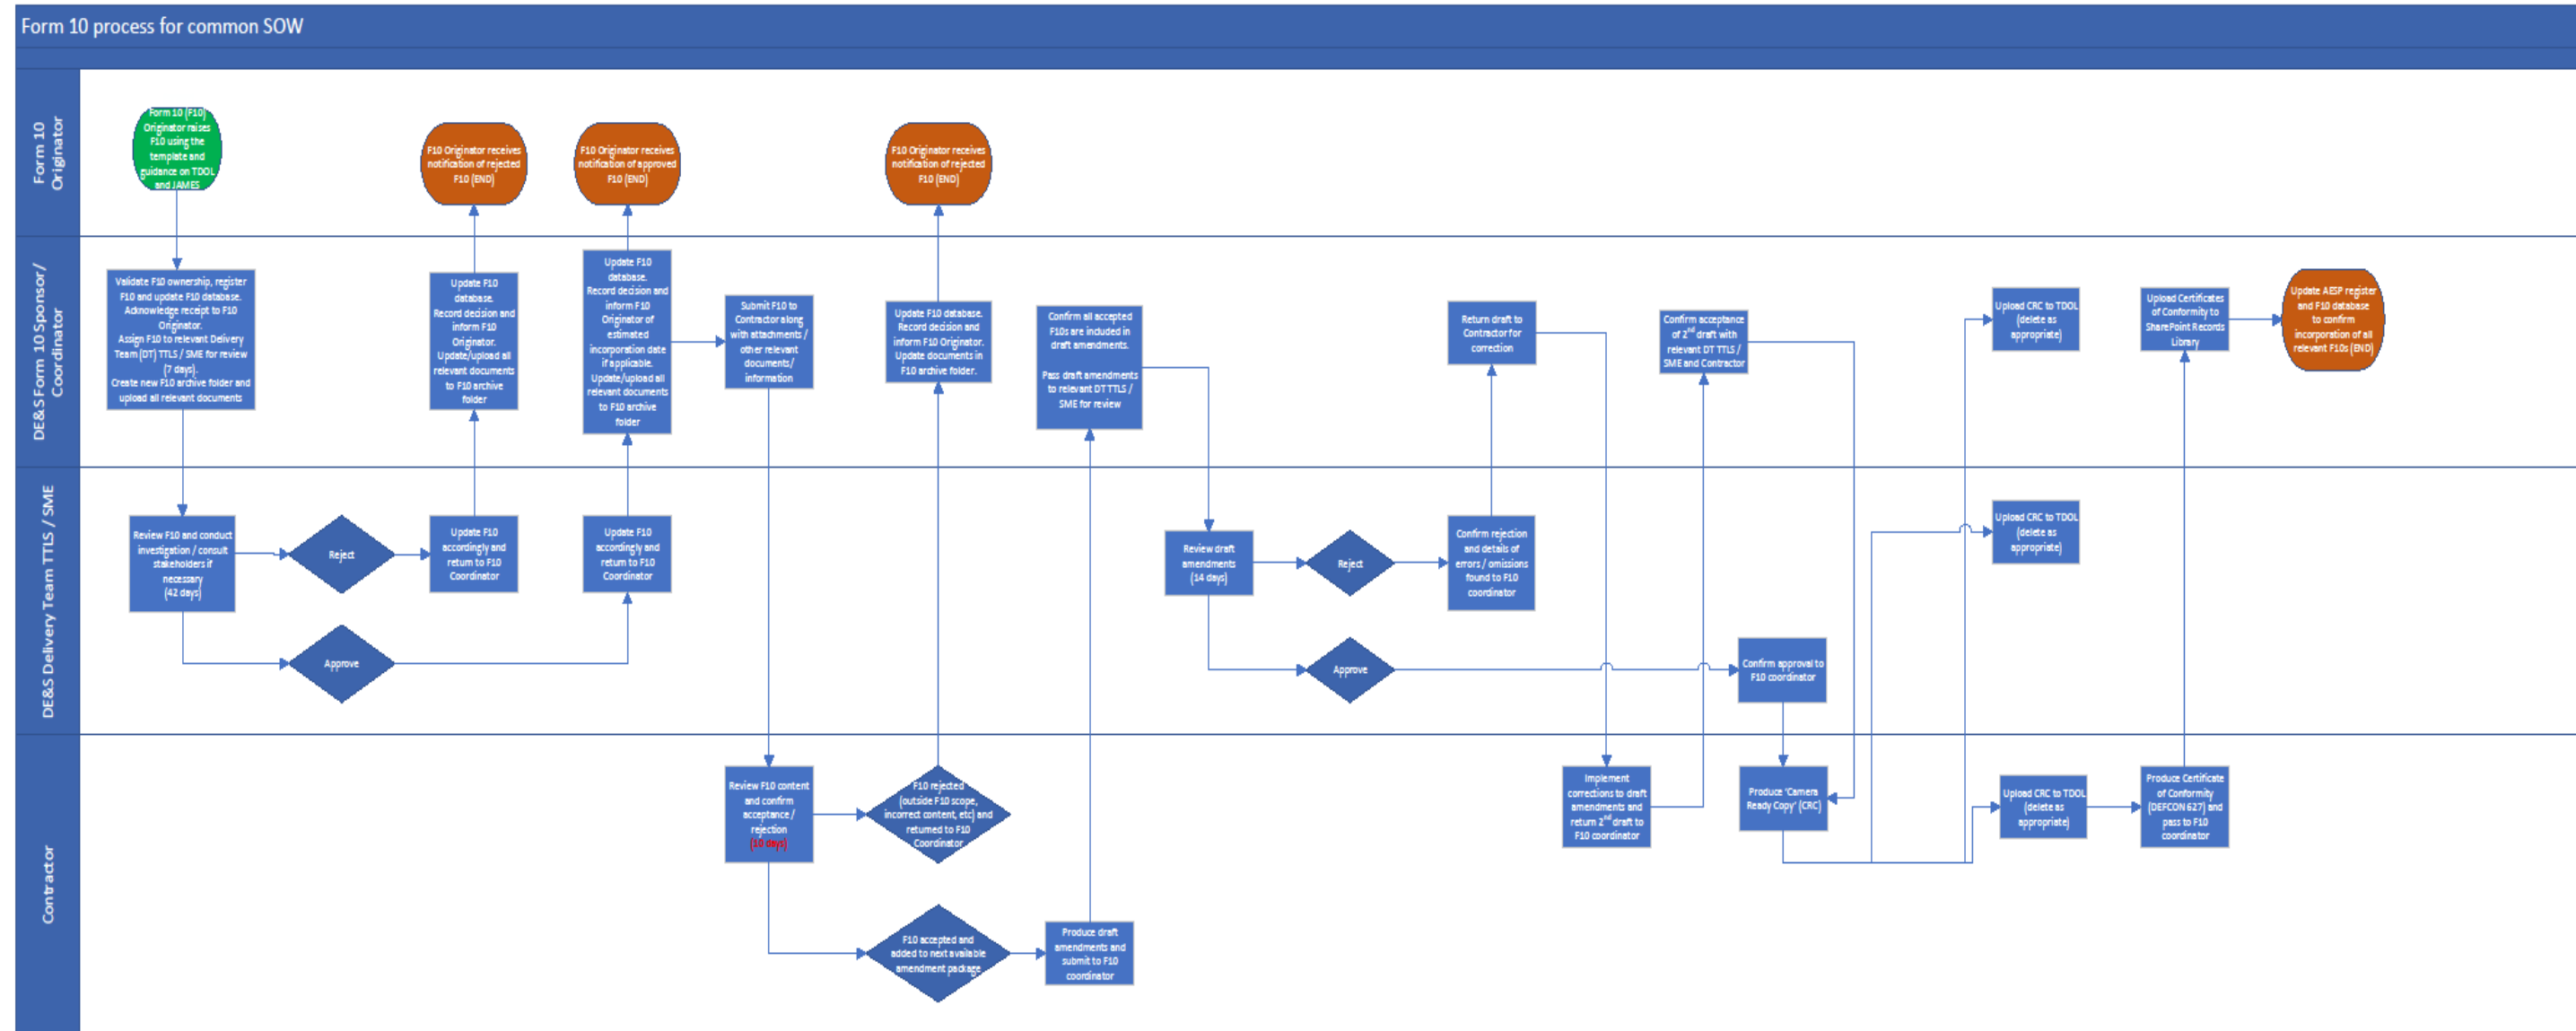 Form 10 process for common SOW
Form 10
Originator
Form 10 (F10)
Originator raises
F10 using the
template and
guidance on TDOL
and JAMES
F10 Originator receives
notification of rejected
F10 (END)
F10 Originator receives
notification of approved
F10 (END)
F10 Originator receives
notification of rejected
F10 (END)
DE&S Form 10 Sponsor/
Coordinator
Validate F10 ownership, register
F10 and update F10 database.
Acknowledge receipt to F10
Originator.
Assign F10 to relevant Delivery
Team (DT) TTLS / SME for review
(7 days).
Create new F10 archive folder and
upload all relevant documents
Update F10
database.
Record decision and
inform F10
Originator.
Update/upload all
relevant documents
to F10 archive
folder
Update F10
database.
Record decision and
inform F10
Originator of
estimated
incorporation date
if applicable.
Update/upload all
relevant documents
to F10 archive
folder
Submit F10 to
Contractor along
with attachments /
other relevant
documents/
information
Update F10 database.
Record decision and
inform F10 Originator.
Update documents in
F10 archive folder.
Confirm all accepted
F10s are included in
draft amendments.
Pass draft amendments
to relevant DT TTLS /
SME for review
Return draft to
Contractor for
correction
Confirm acceptance
of 2nd draft with
relevant DT TTLS /
SME and Contractor
Upload CRC to TDOL
(delete as
appropriate)
Upload Certificates
of Conformity to
SharePoint Records
Library
Update AESP register
and F10 database
to confirm
incorporation of all
relevant F10s (END)
DE&S Delivery Team TTLS / SME
Review F10 and conduct
investigation / consult
stakeholders if
necessary
(42 days)
Reject
Update F10
accordingly and
return to F10
Coordinator
Update F10
accordingly and
return to F10
Coordinator
Approve
Review draft
amendments
(14 days)
Reject
Confirm rejection
and details of
errors / omissions
found to F10
coordinator
Approve
Confirm approval to
F10 coordinator
Upload CRC to TDOL
(delete as
appropriate)
Contractor
Review F10 content
and confirm
acceptance /
rejection
(10 days)
F10 rejected
(outside F10 scope,
incorrect content, etc) and
returned to F10
Coordinator
F10 accepted and
added to next available
amendment package
Produce draft
amendments and
submit to F10
coordinator
Implement
corrections to draft
amendments and
return 2nd draft to
F10 coordinator
Produce 'Camera
Ready Copy' (CRC)
Upload CRC to TDOL
(delete as
appropriate)
Produce Certificate
of Conformity
(DEFCON 627) and
pass to F10
coordinator